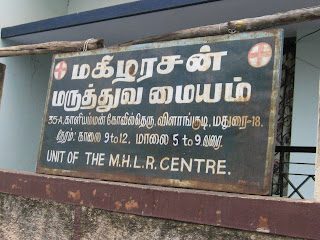 மகிழரசன்
மருத்துவ மையம்
35-A, காளியம்மன் கோவில்தெரு, விளாங்குடி, மதுரை-18.
நேரம்: காலை 9 to 12, மாலை 5 to 9.வரை.
UNIT OF THE M.H.L.R. CENTRE.